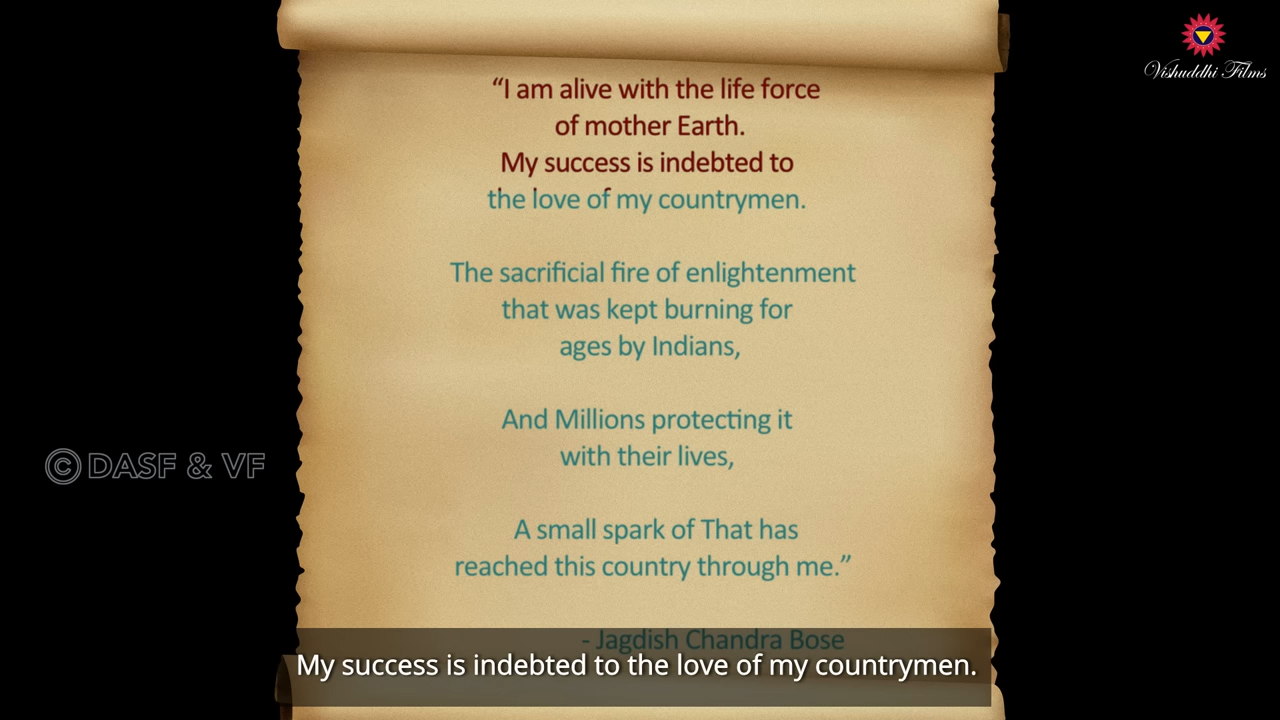 Vishuddhi Films
“I am alive with the life force
of mother Earth.
My success is indebted to
the love of my countrymen.
The sacrificial fire of enlightenment
that was kept burning for
ages by Indians,
And Millions protecting it
with their lives,
A small spark of That has
reached this country through me.”
- Jagdish Chandra Bose
© DASF & VF
My success is indebted to the love of my countrymen.